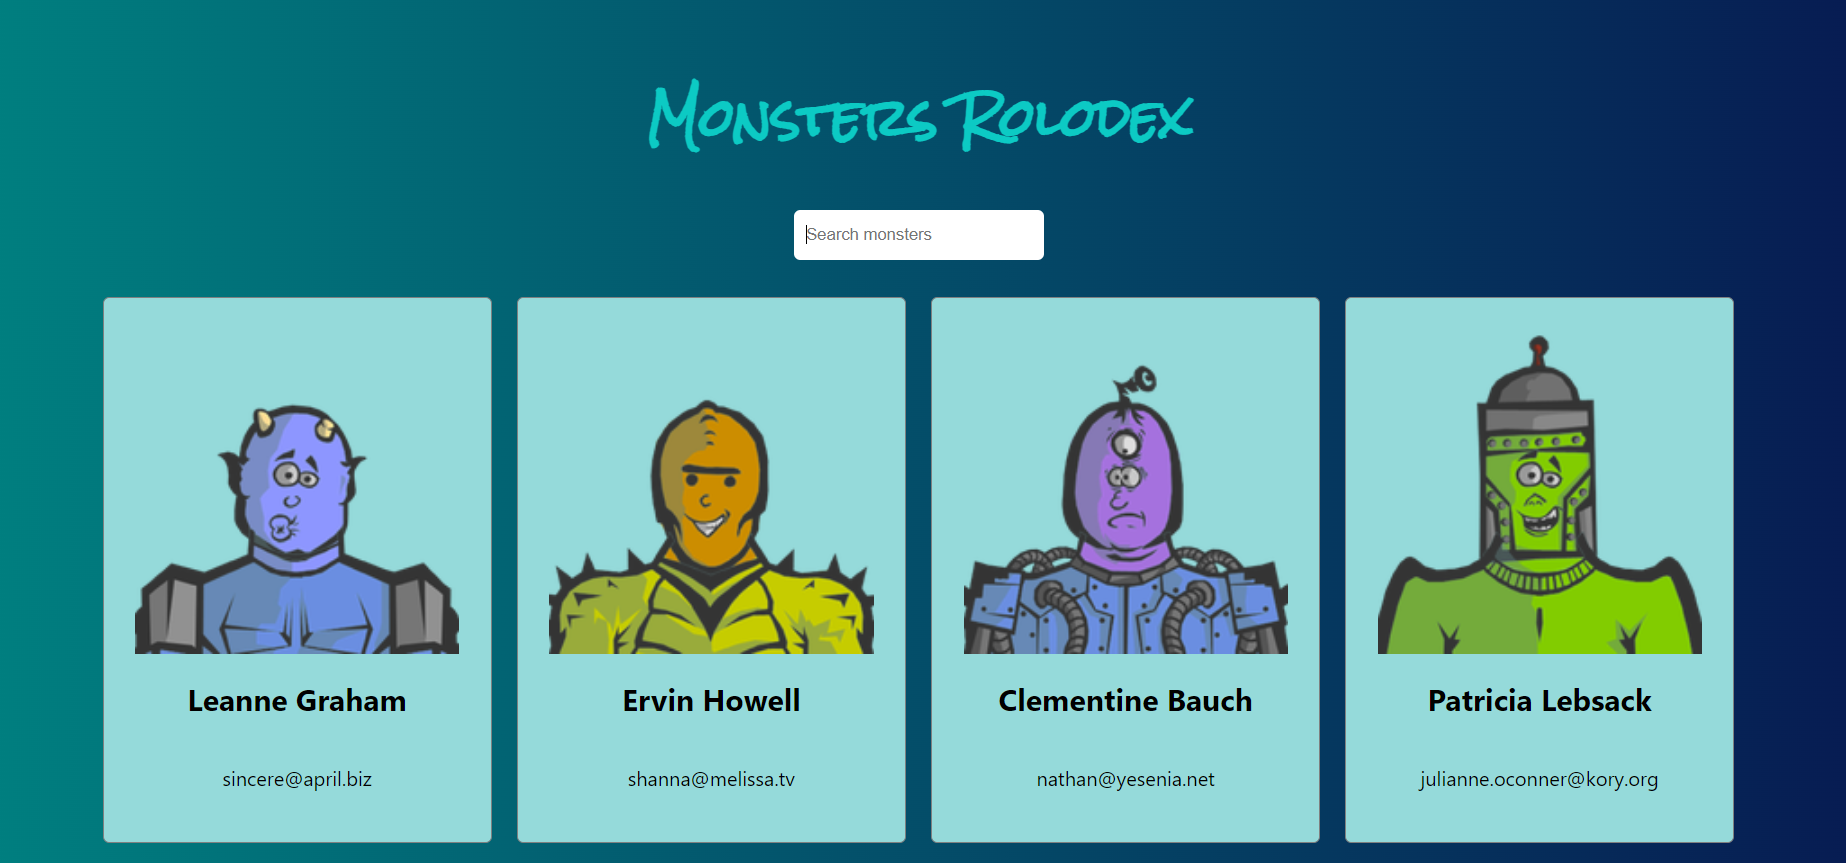 Monsters Rolodex
Search monsters
Leanne Graham
sincere@april.biz
Ervin Howell
shanna@melissa.tv
Clementine Bauch
nathan@yesenia.net
Patricia Lebsack
julianne.oconner@kory.org